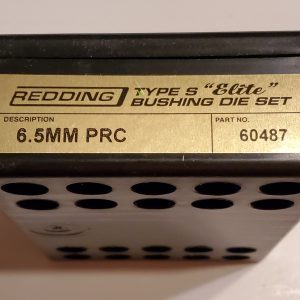 REDDING TYPE S "Elite"
BUSHING DIE SET
DESCRIPTION PART NO.
6.5MM PRC 60487